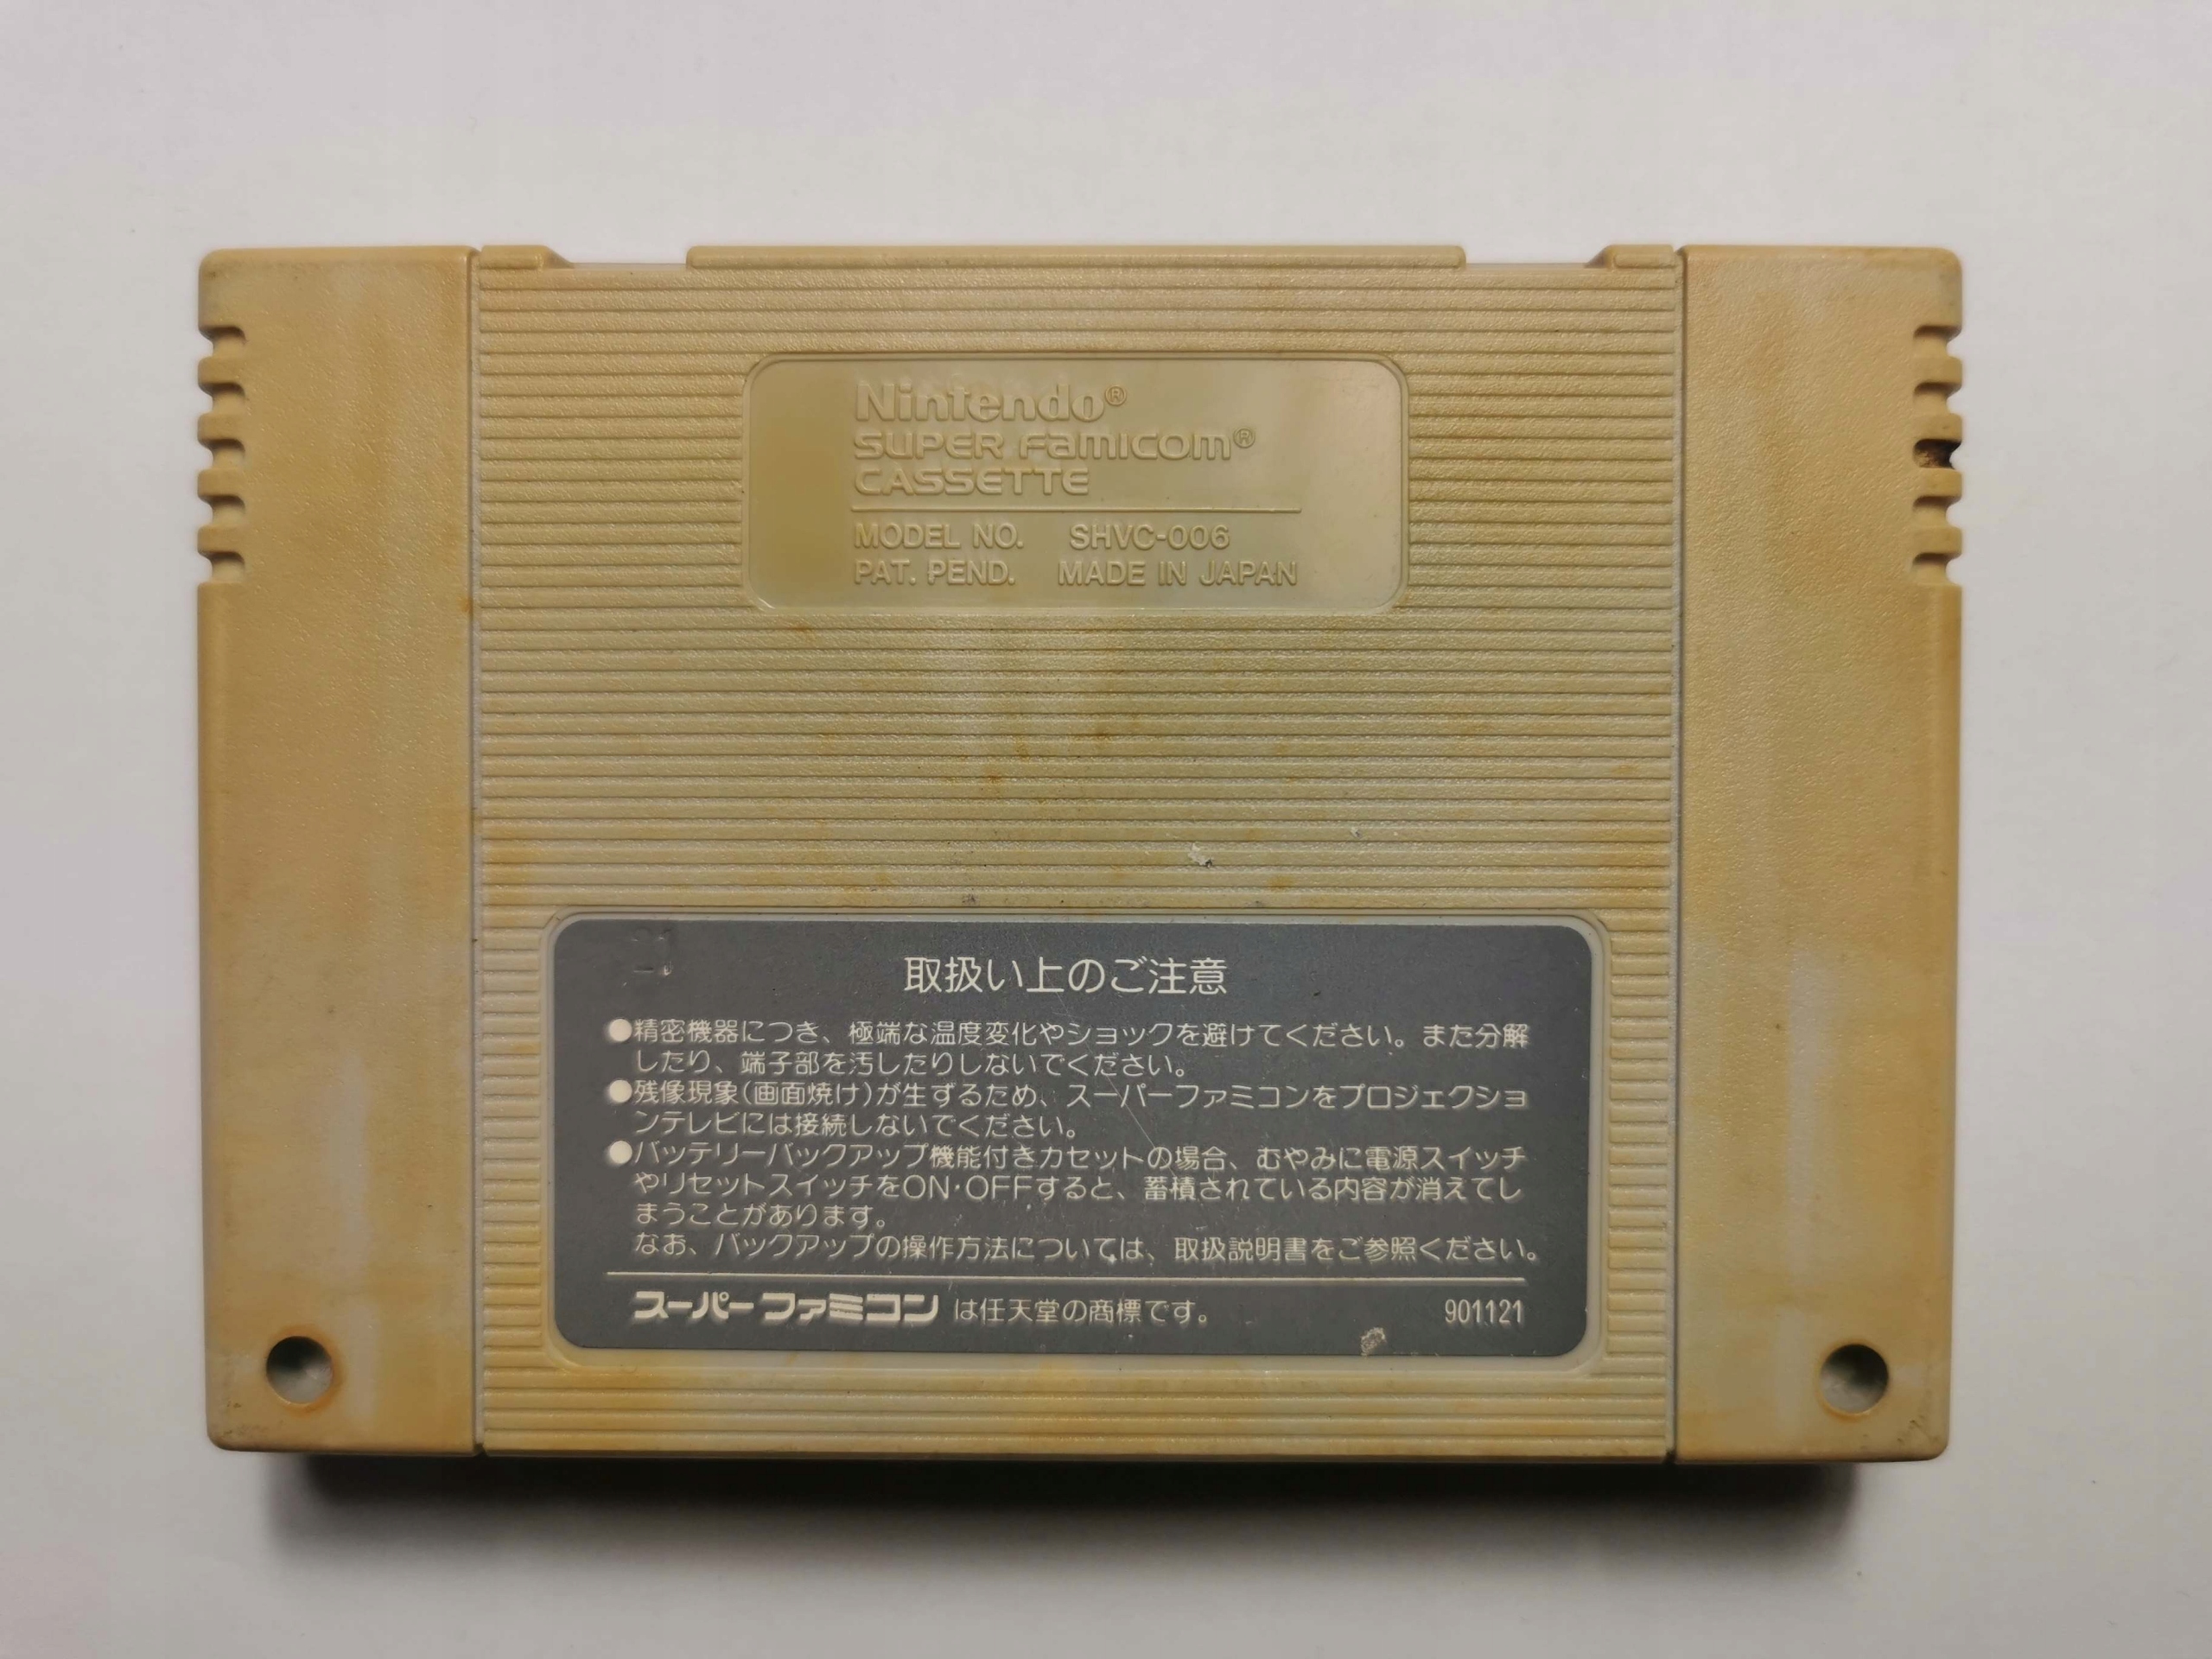 Nintendo®
SUPER FAMICOM®
CASSETTE
MODEL NO. SHVC-006
PAT. PEND. MADE IN JAPAN
取扱い上のご注意
●精密機器につき、極端な温度変化やショックを避けてください。また分解
したり、端子部を汚したりしないでください。
●残像現象(画面焼け)が生ずるため、スーパーファミコンをプロジェクショ
ンテレビには接続しないでください。
●バッテリーバックアップ機能付きカセットの場合、むやみに電源スイッチ
やリセットスイッチをON・OFFすると、蓄積されている内容が消えてし
まうことがあります。
なお、バックアップの操作方法については、取扱説明書をご参照ください。
スーパーファミコン は任天堂の商標です。 901121